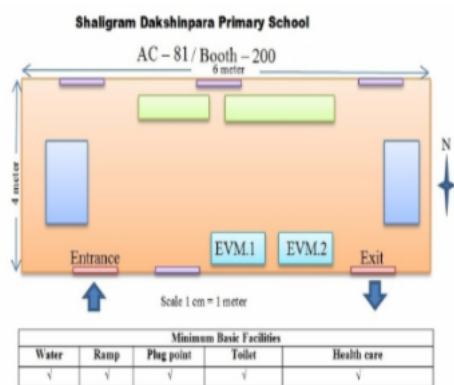 Shaligram Dakshinpara Primary School
AC – 81/ Booth –200
6 meter
4 meter
N
EVM.1 EVM.2
Entrance Exit
Scale 1 cm = 1 meter
Minimum Basic Facilities
Water Ramp Plug point Toilet Health care
√ √ √ √ √